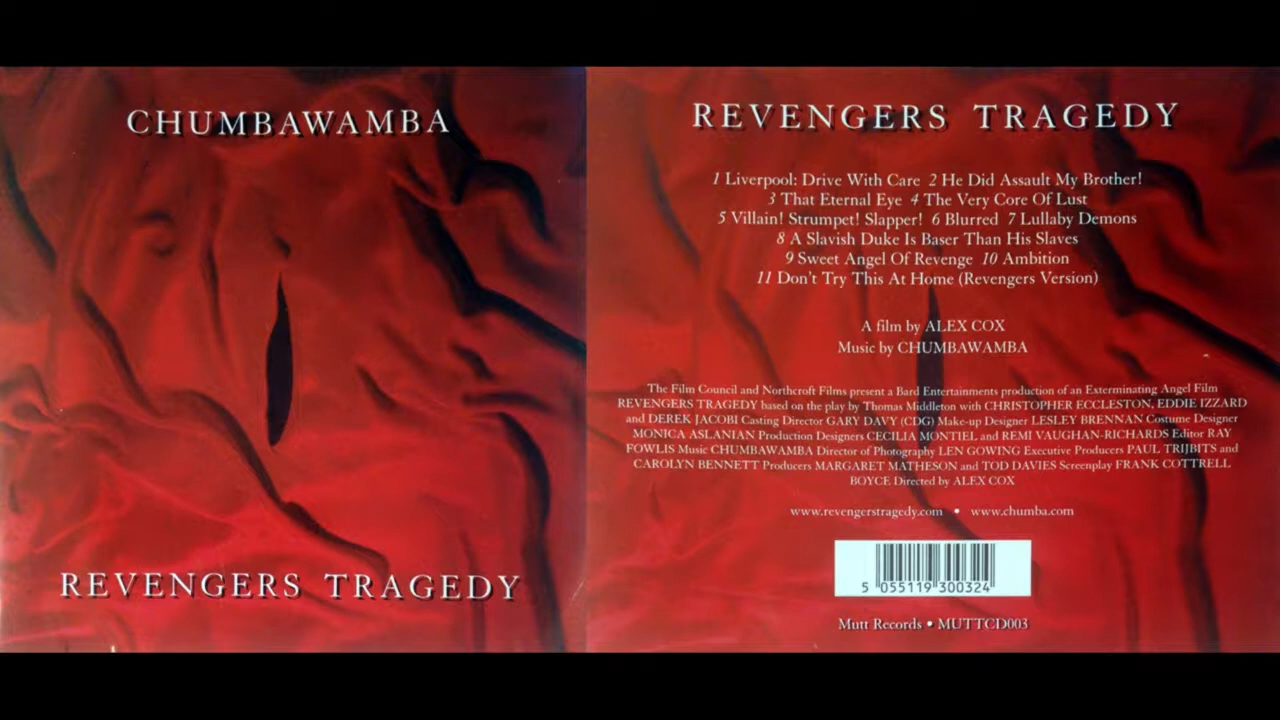 CHUMBAWAMBA
REVENGERS TRAGEDY
REVENGERS TRAGEDY
1 Liverpool: Drive With Care 2 He Did Assault My Brother!
3 That Eternal Eye 4 The Very Core Of Lust
5 Villain! Strumpet! Slapper! 6 Blurred 7 Lullaby Demons
8 A Slavish Duke Is Baser Than His Slaves
9 Sweet Angel Of Revenge 10 Ambition
11 Don't Try This At Home (Revengers Version)
A film by ALEX COX
Music by CHUMBAWAMBA
The Film Council and Northcroft Films present a Bard Entertainments production of an Exterminating Angel Film
REVENGERS TRAGEDY based on the play by Thomas Middleton with CHRISTOPHER ECCLESTON, EDDIE IZZARD
and DEREK JACOBI Casting Director GARY DAVY (CDG) Make-up Designer LESLEY BRENNAN Costume Designer
MONICA ASLANIAN Production Designers CECILIA MONTIEL and REMI VAUGHAN-RICHARDS Editor RAY
FOWLIS Music CHUMBAWAMBA Director of Photography LEN GOWING Executive Producers PAUL TRIJBITS and
CAROLYN BENNETT Producers MARGARET MATHESON and TOD DAVIES Screenplay FRANK COTTRELL
BOYCE Directed by ALEX COX
www.revengerstragedy.com • www.chumba.com
5 055119 300324
Mutt Records • MUTTCD003